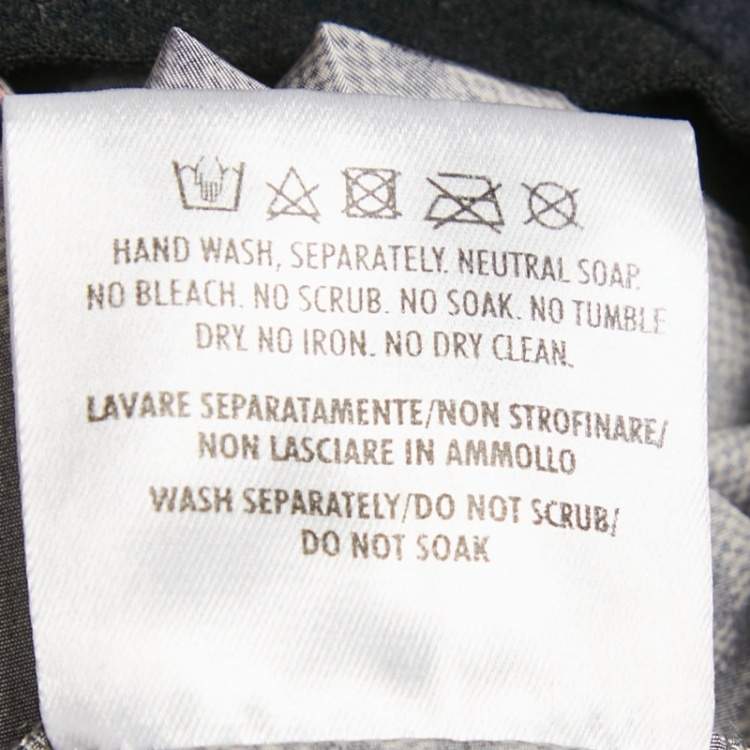 HAND WASH, SEPARATELY. NEUTRAL SOAP.
NO BLEACH. NO SCRUB. NO SOAK. NO TUMBLE
DRY. NO IRON. NO DRY CLEAN.
LAVARE SEPARATAMENTE/NON STROFINARE/
NON LASCIARE IN AMMOLLO
WASH SEPARATELY/DO NOT SCRUB/
DO NOT SOAK